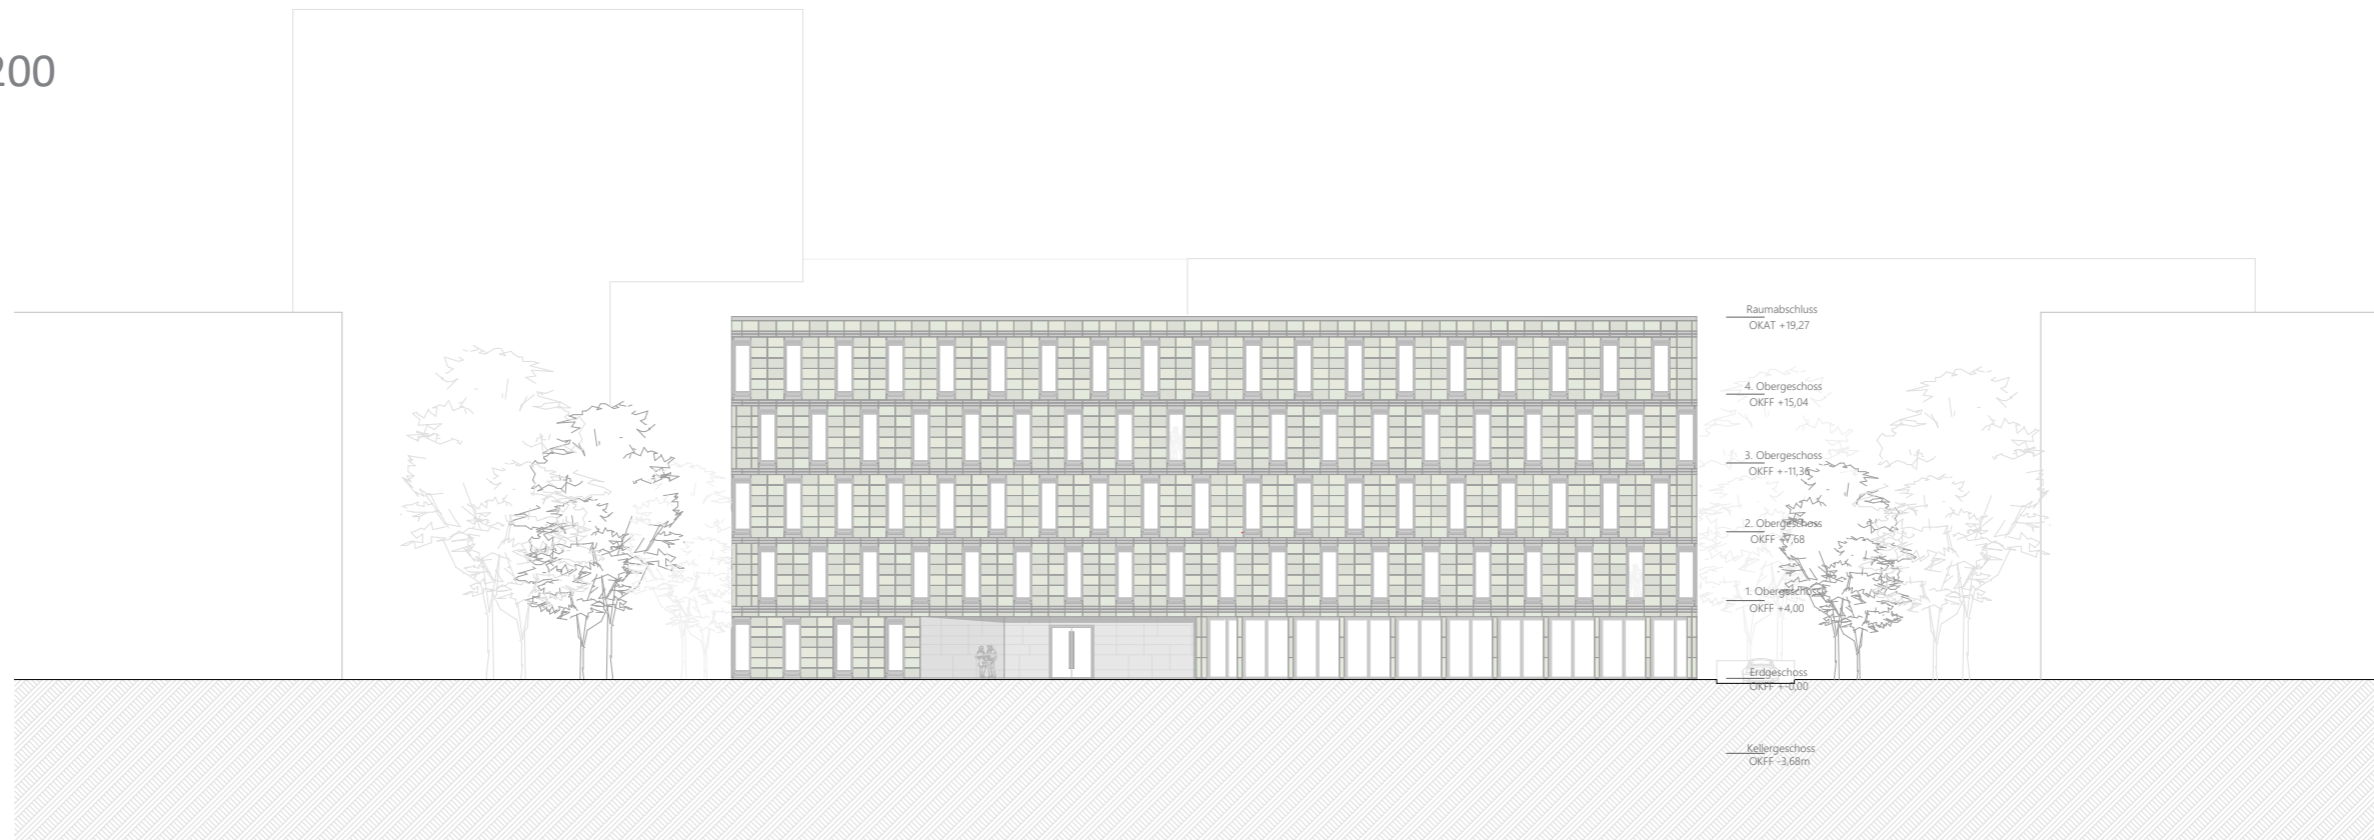 200
Raumabschluss
OKAT +19,27
4. Obergeschoss
OKFF +15,04
3. Obergeschoss
OKFF +-11,36
2. Obergeschoss
OKFF +7,68
1. Obergeschoss
OKFF +4,00
Erdgeschoss
OKFF +-0,00
Kellergeschoss
OKFF -3,68m